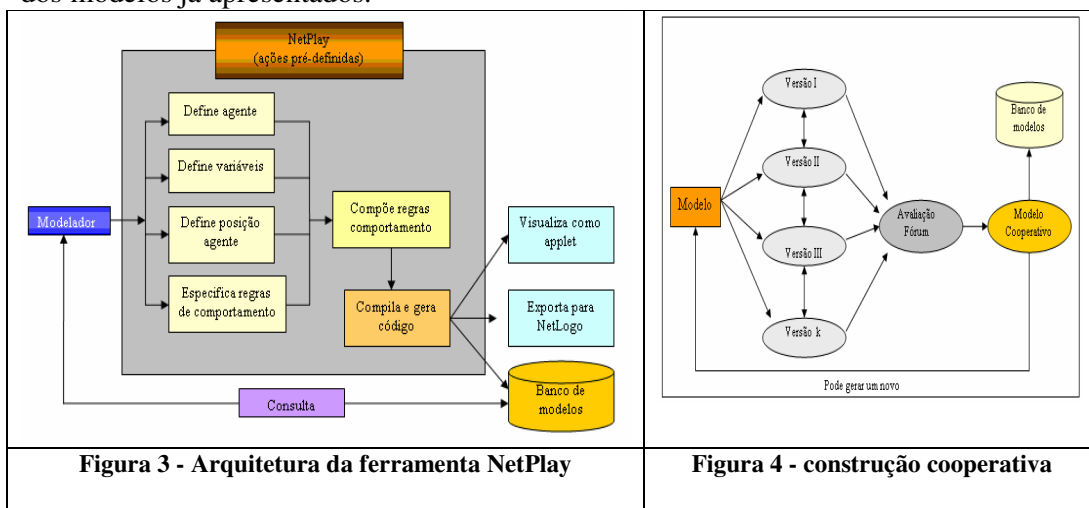 dos modelos já apresentados.
NetPlay
(ações pré-definidas)
Define agente
Define variáveis
Define posição
agente
Especifica regras
de comportamento
Modelador
Compõe regras
comportamento
Compila e gera
código
Visualiza como
applet
Exporta para
NetLogo
Banco de
modelos
Consulta
Figura 3 - Arquitetura da ferramenta NetPlay
Versão I
Versão II
Versão III
Versão k
Modelo
Avaliação
Fórum
Modelo
Cooperativo
Banco de
modelos
Pode gerar um novo
Figura 4 - construção cooperativa